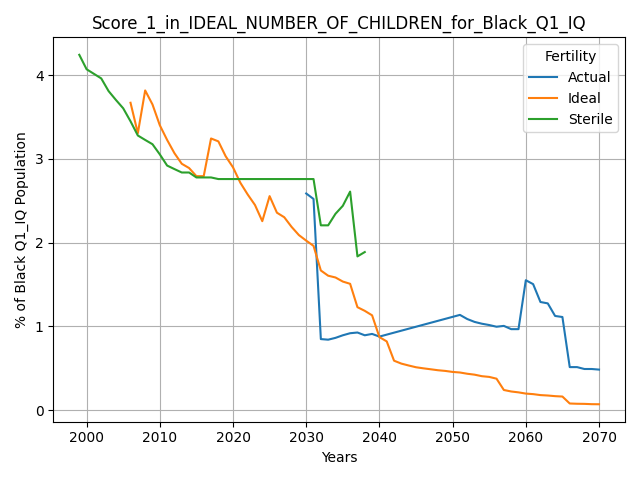 Score_1_in_IDEAL_NUMBER_OF_CHILDREN_for_Black_Q1_IQ
Fertility
Actual
Ideal
Sterile
% of Black Q1_IQ Population
4
3
2
1
0
2000 2010 2020 2030 2040 2050 2060 2070
Years